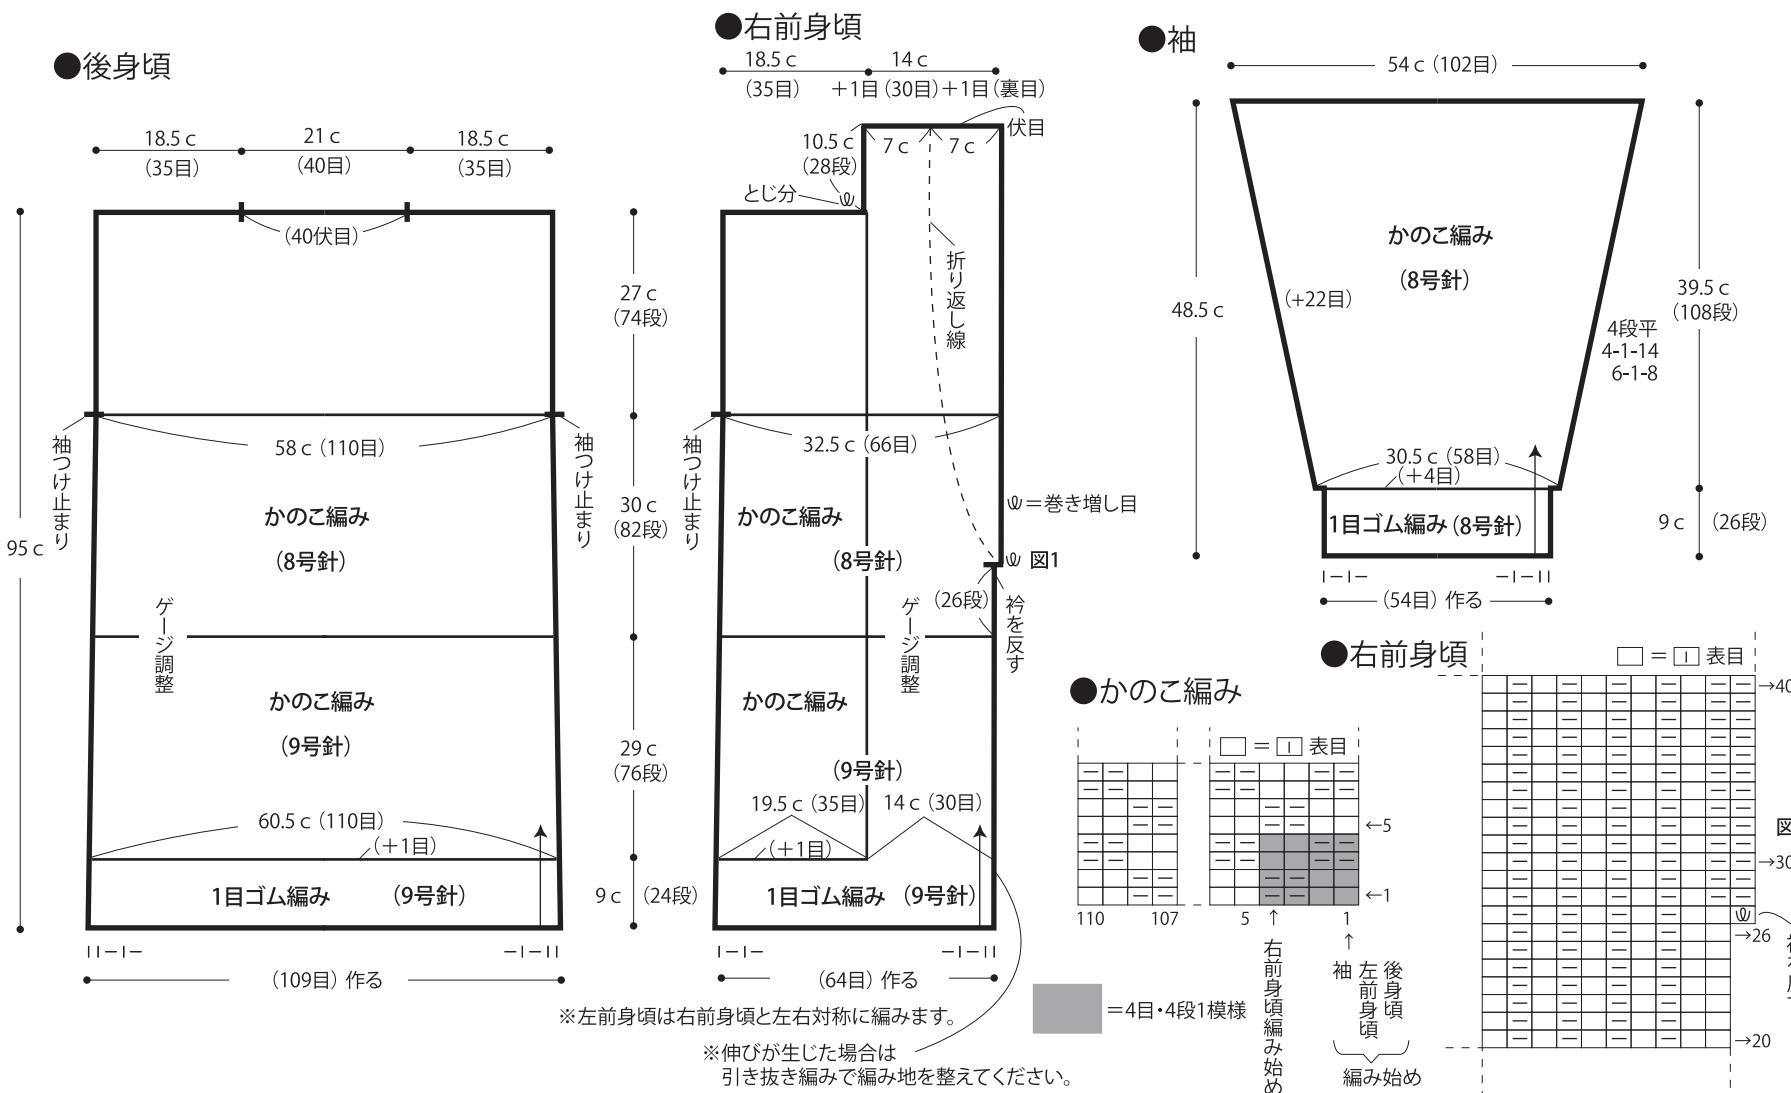 ●後身頃
18.5 c
(35目)
21 c
(40目)
18.5 c
(35目)
(40伏目)
95 c
袖つけ止まり
58 c (110目)
袖つけ止まり
かのこ編み
(8号針)
ゲージ調整
かのこ編み
(9号針)
60.5 c (110目)
(+1目)
1目ゴム編み (9号針)
(109目) 作る
27 c
(74段)
30 c
(82段)
29 c
(76段)
9 c (24段)
●右前身頃
18.5 c
(35目)
14 c
+1目 (30目) +1目 (裏目)
伏目
10.5 c
(28段)
7 c
7 c
とじ分
折り返し線
袖つけ止まり
32.5 c (66目)
かのこ編み
(8号針)
=巻き増し目
図1
(26段)
衿を反す
ゲージ調整
かのこ編み
(9号針)
19.5 c (35目)
14 c (30目)
(+1目)
1目ゴム編み (9号針)
(64目) 作る
※左前身頃は右前身頃と左右対称に編みます。
※伸びが生じた場合は
引き抜き編みで編み地を整えてください。
●袖
54 c (102目)
48.5 c
かのこ編み
(8号針)
(+22目)
4段平
4-1-14
6-1-8
39.5 c
(108段)
30.5 c (58目)
(+4目)
1目ゴム編み (8号針)
9 c (26段)
(54目) 作る
●かのこ編み
□ = 表目
←5
←1
110
107
5
1
↑
右前身頃編み始め
↑
袖
左前身頃
後身頃
編み始め
=4目・4段1模様
●右前身頃
□ = 表目
→40
→30
→26
→20